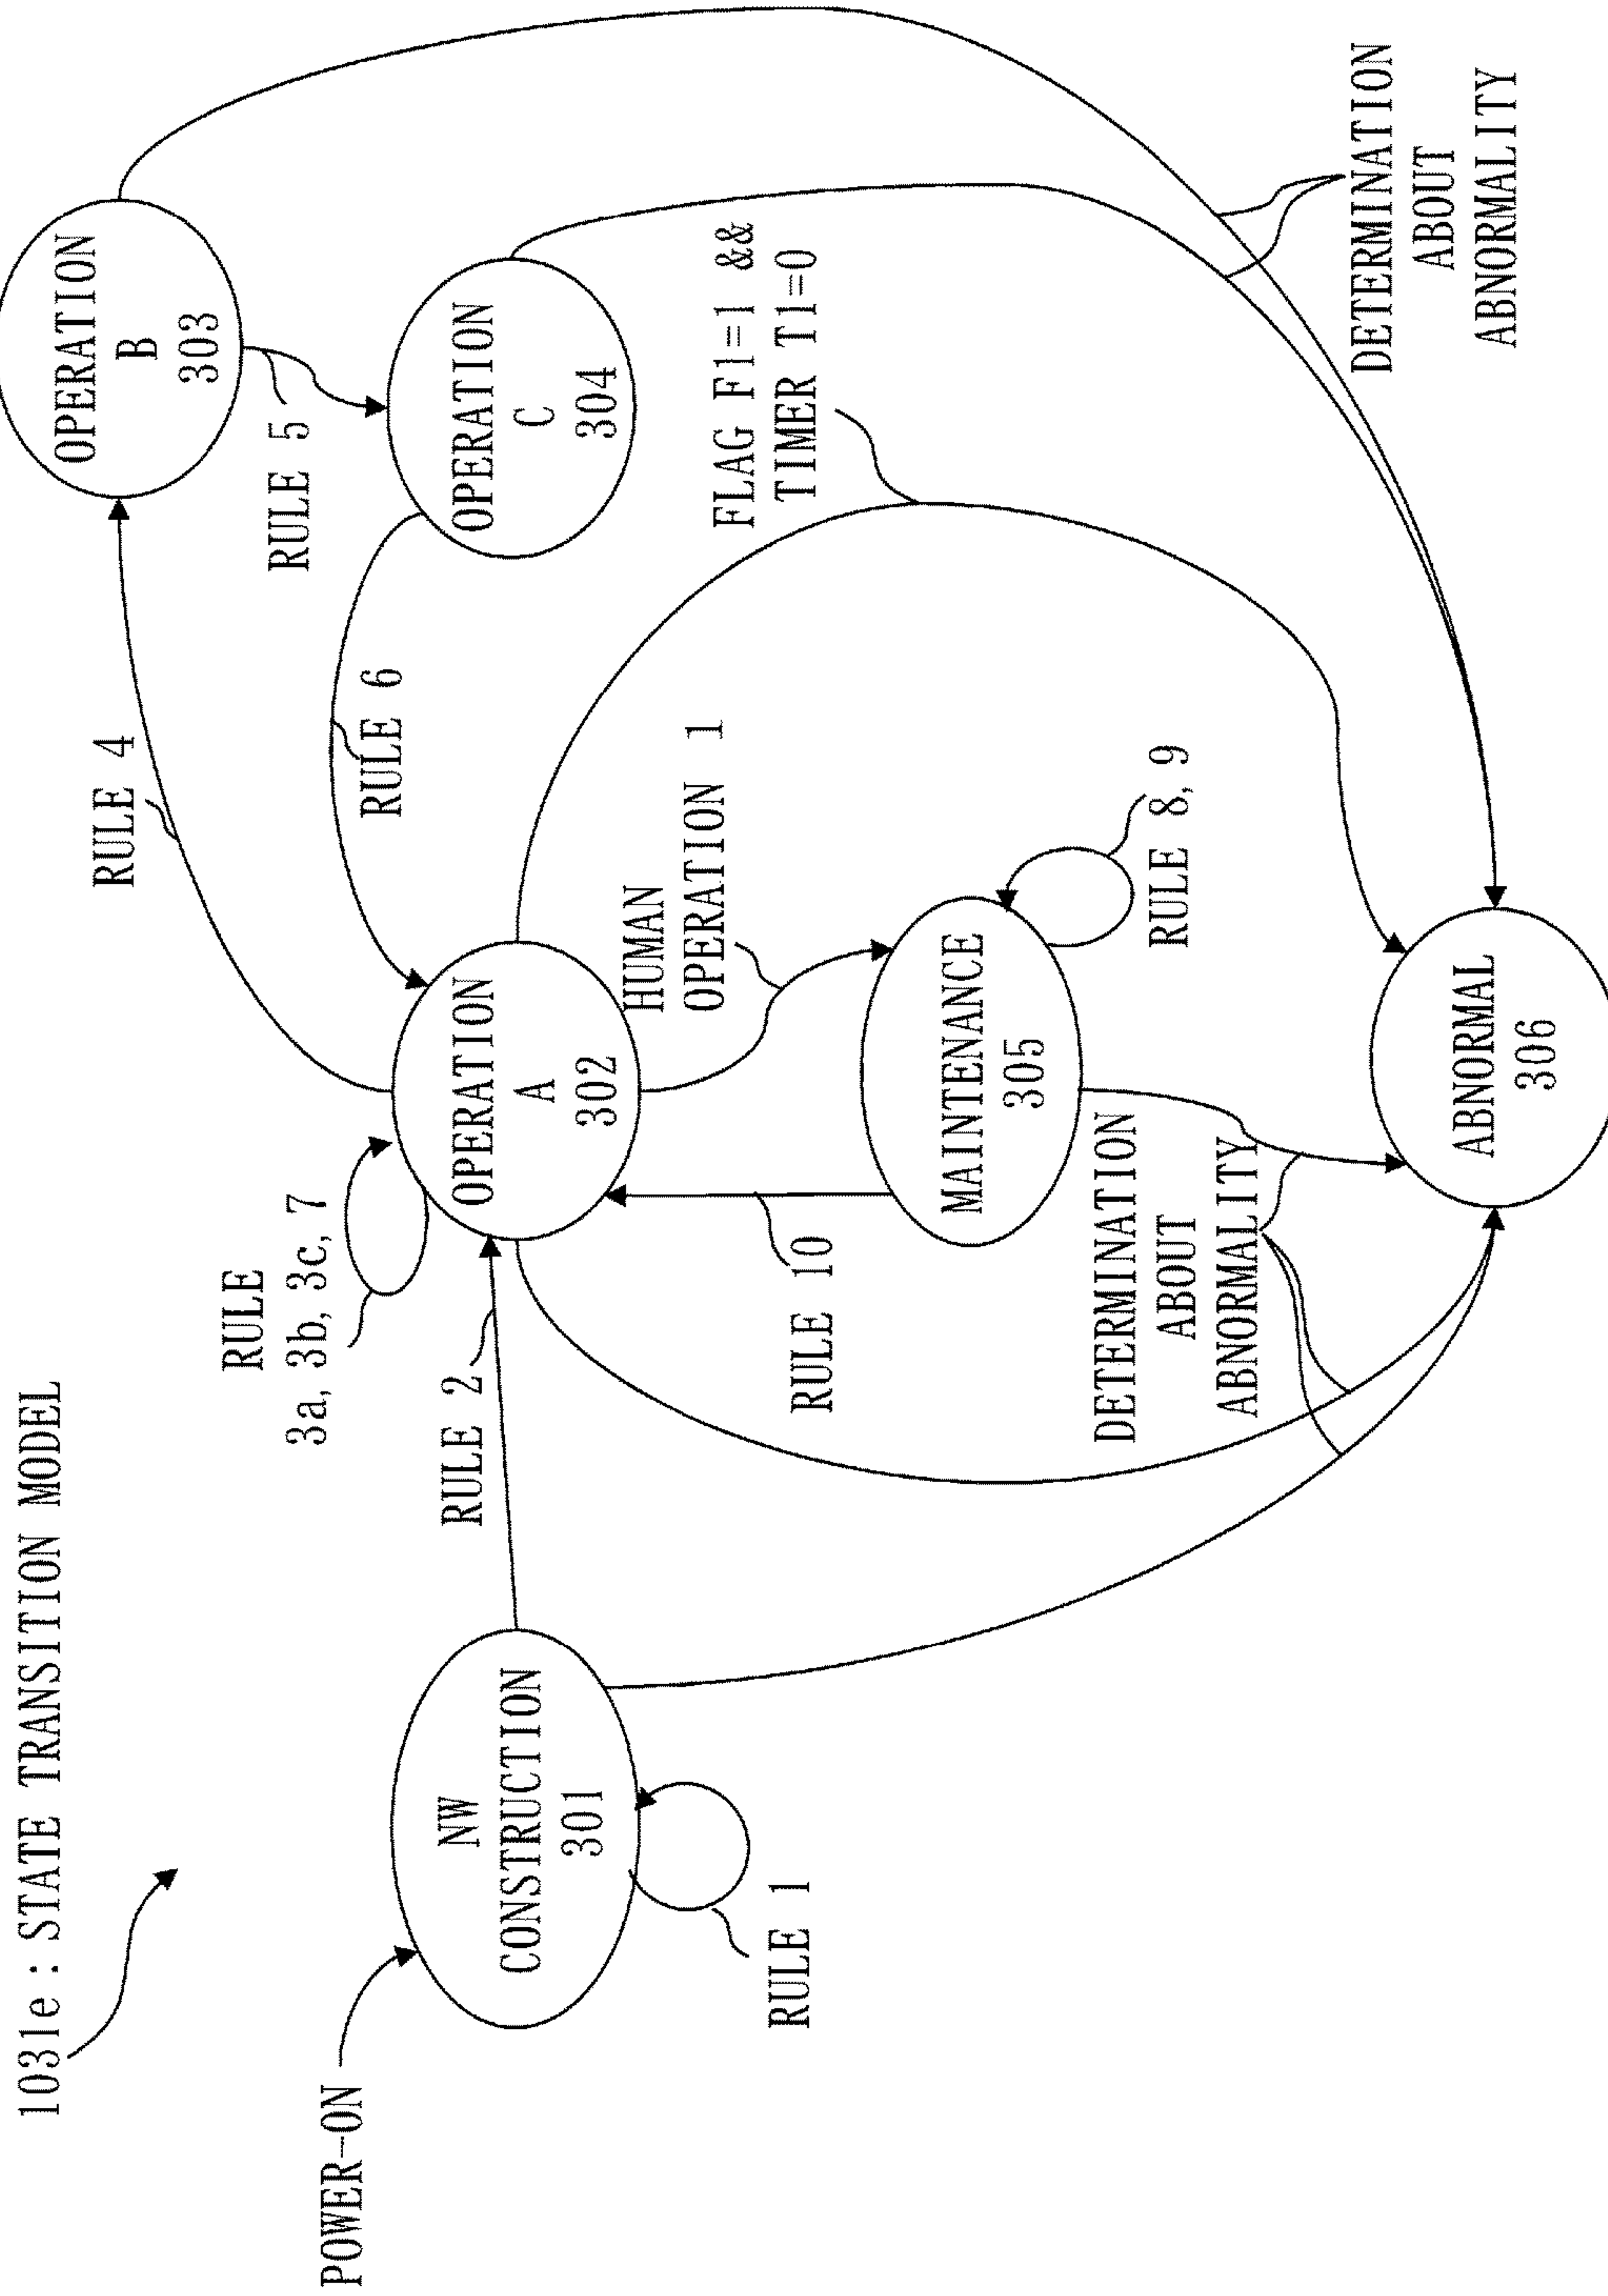 1031e : STATE TRANSITION MODEL
POWER-ON
NW
CONSTRUCTION
301
RULE 1
RULE 2
RULE
3a, 3b, 3c, 7
OPERATION
A
302
RULE 4
OPERATION
B
303
RULE 5
OPERATION
C
304
RULE 6
HUMAN
OPERATION 1
FLAG F1=1 &&
TIMER T1=0
RULE 10
MAINTENANCE
305
RULE 8, 9
DETERMINATION
ABOUT
ABNORMALITY
DETERMINATION
ABOUT
ABNORMALITY
ABNORMAL
306